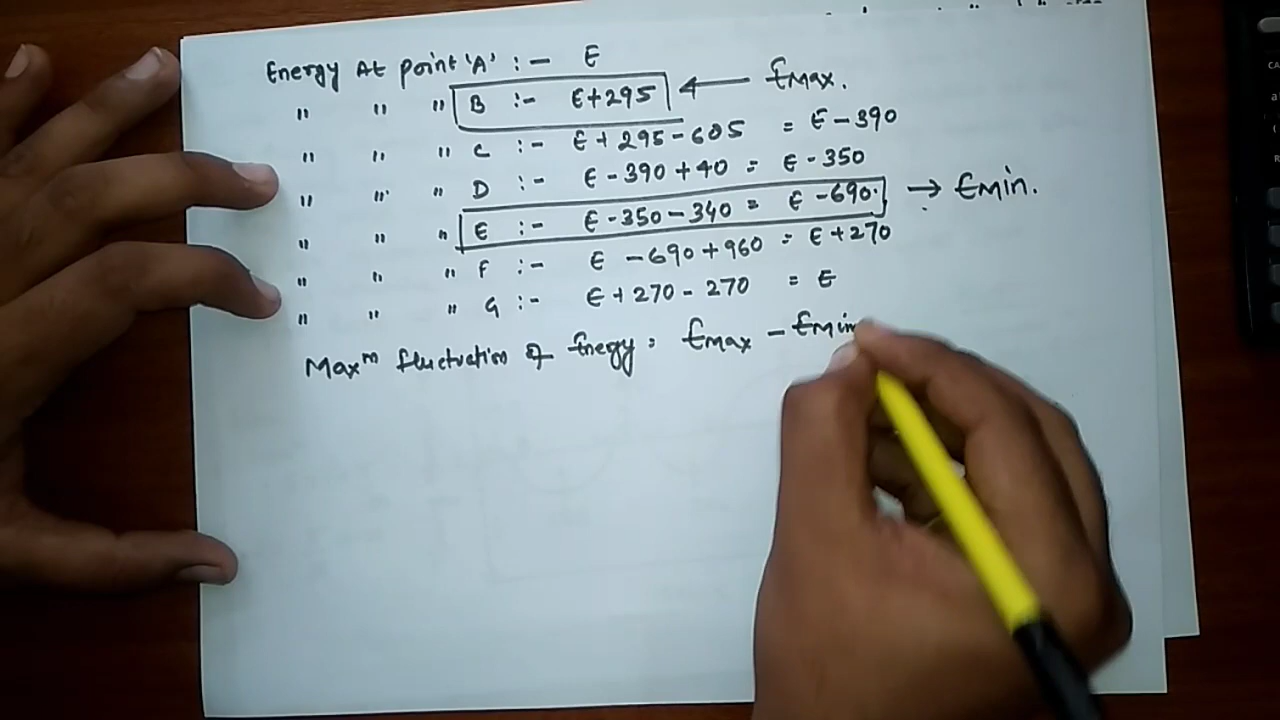 Energy At point 'A' :- E
" " " B :- E+295 ← Emax.
" " " C :- E+295-685 = E-390
" " " D :- E-390+40 = E-350
" " " E :- E-350-340 = E-690. → Emin.
" " " F :- E-690+960 = E+270
" " " G :- E+270-270 = E
Maxm fluctuation of Energy = Emax - Emin